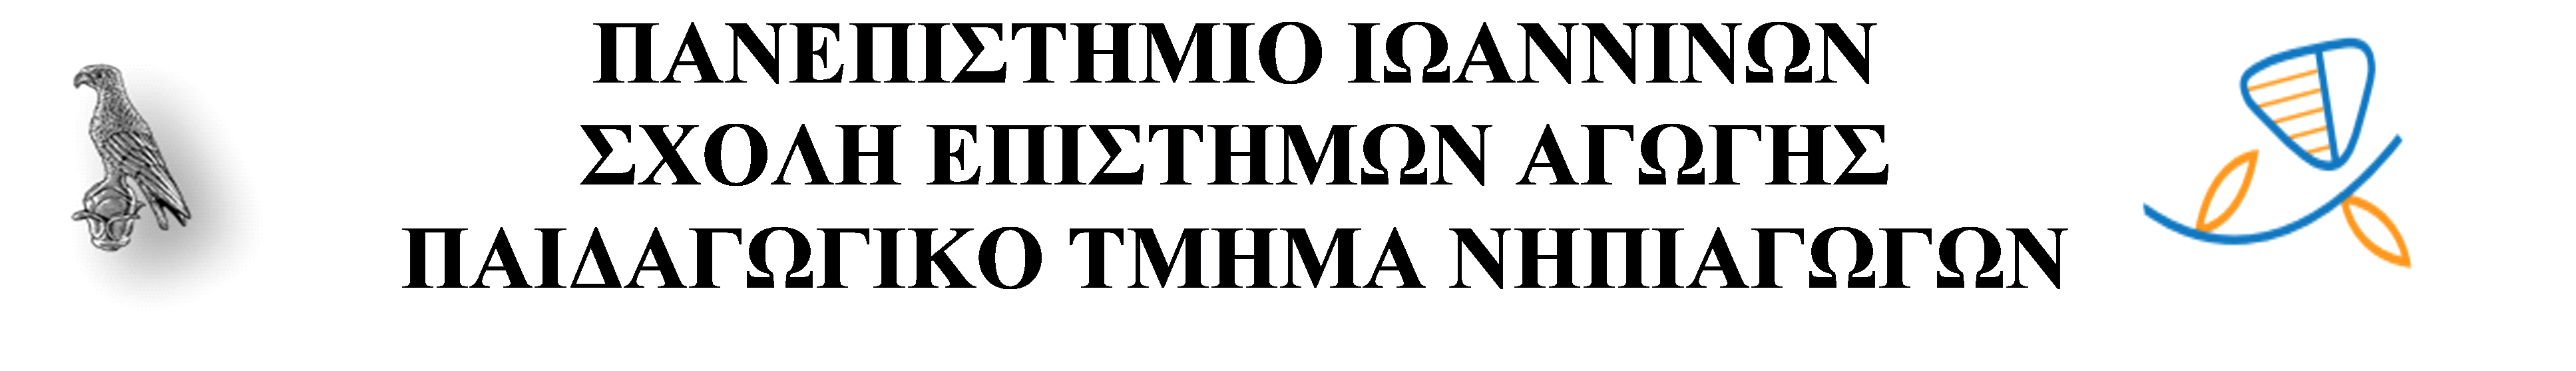 ΠΑΝΕΠΙΣΤΗΜΙΟ ΙΩΑΝΝΙΝΩΝ
ΣΧΟΛΗ ΕΠΙΣΤΗΜΩΝ ΑΓΩΓΗΣ
ΠΑΙΔΑΓΩΓΙΚΟ ΤΜΗΜΑ ΝΗΠΙΑΓΩΓΩΝ